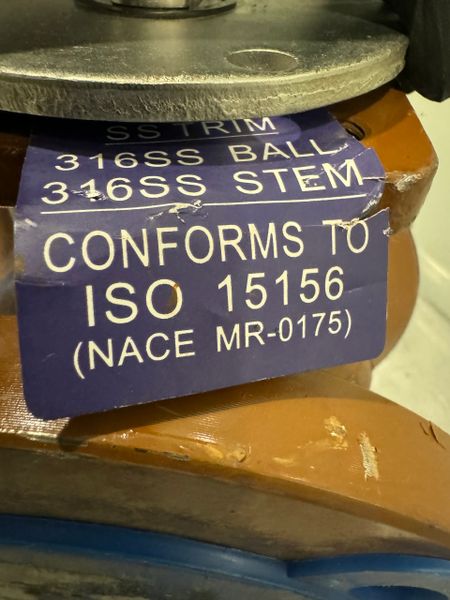 SS TRIM
316SS BALL
316SS STEM
CONFORMS TO
ISO 15156
(NACE MR-0175)